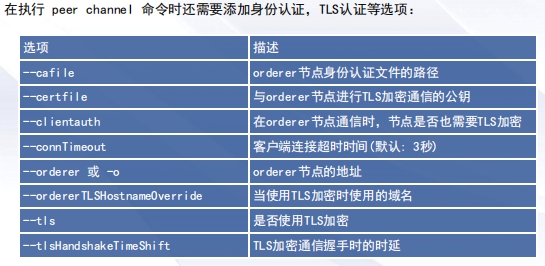 在执行 peer channel 命令时还需要添加身份认证，TLS认证等选项：
选项 描述
--cafile orderer节点身份认证文件的路径
--certfile 与orderer节点进行TLS加密通信的公钥
--clientauth 在orderer节点通信时，节点是否也需要TLS加密
--connTimeout 客户端连接超时时间(默认: 3秒)
--orderer 或 -o orderer节点的地址
--ordererTLSHostnameOverride 当使用TLS加密时使用的域名
--tls 是否使用TLS加密
--tlsHandshakeTimeShift TLS加密通信握手时的时延